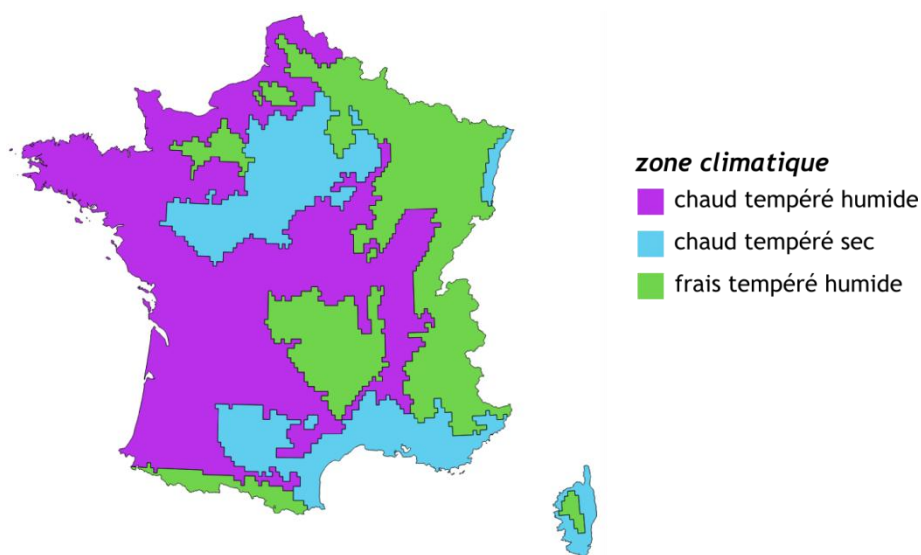 zone climatique
chaud tempéré humide
chaud tempéré sec
frais tempéré humide